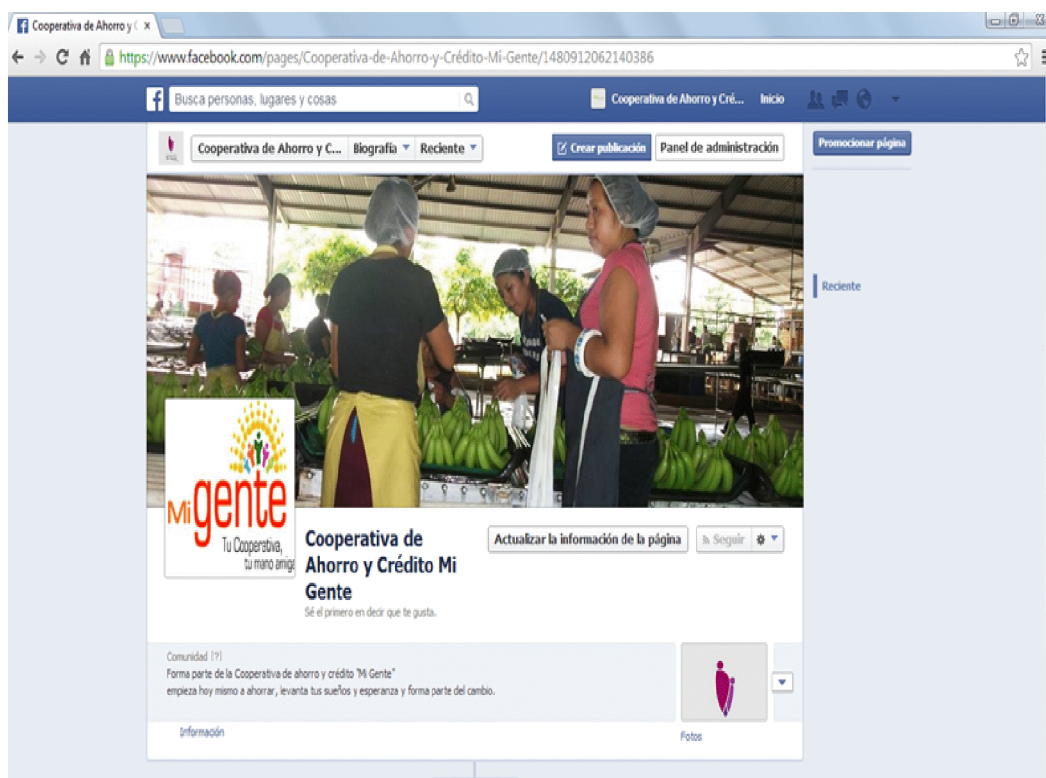 Cooperativa de Ahorro y C
https://www.facebook.com/pages/Cooperativa-de-Ahorro-y-Crédito-Mi-Gente/1480912062140386
Busca personas, lugares y cosas
Cooperativa de Ahorro y Cré... Inicio
Cooperativa de Ahorro y C... Biografía Reciente Crear publicación Panel de administración
Promocionar página
Reciente
Mi gente
Tu Cooperativa,
tu mano amiga
Cooperativa de
Ahorro y Crédito Mi
Gente
Actualizar la información de la página Seguir
Sé el primero en decir que te gusta.
Comunidad [?]
Forma parte de la Cooperativa de ahorro y crédito "Mi Gente"
empieza hoy mismo a ahorrar, levanta tus sueños y esperanza y forma parte del cambio.
Información
Fotos